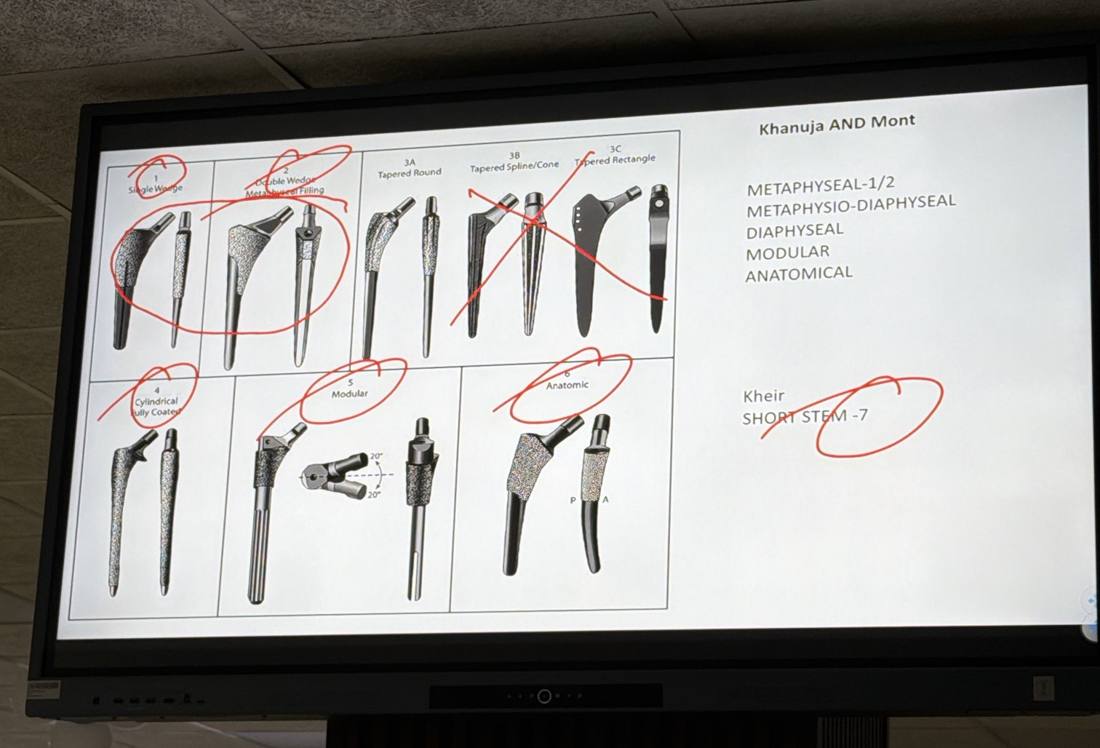 Khanuja AND Mont
1
Single Wedge
2
Double Wedge
Metaphyseal Filling
3A
Tapered Round
3B
Tapered Spline/Cone
3C
Tapered Rectangle
METAPHYSEAL-1/2
METAPHYSIO-DIAPHYSEAL
DIAPHYSEAL
MODULAR
ANATOMICAL
4
Cylindrical
Fully Coated
5
Modular
20°
20°
6
Anatomic
P A
Kheir
SHORT STEM -7